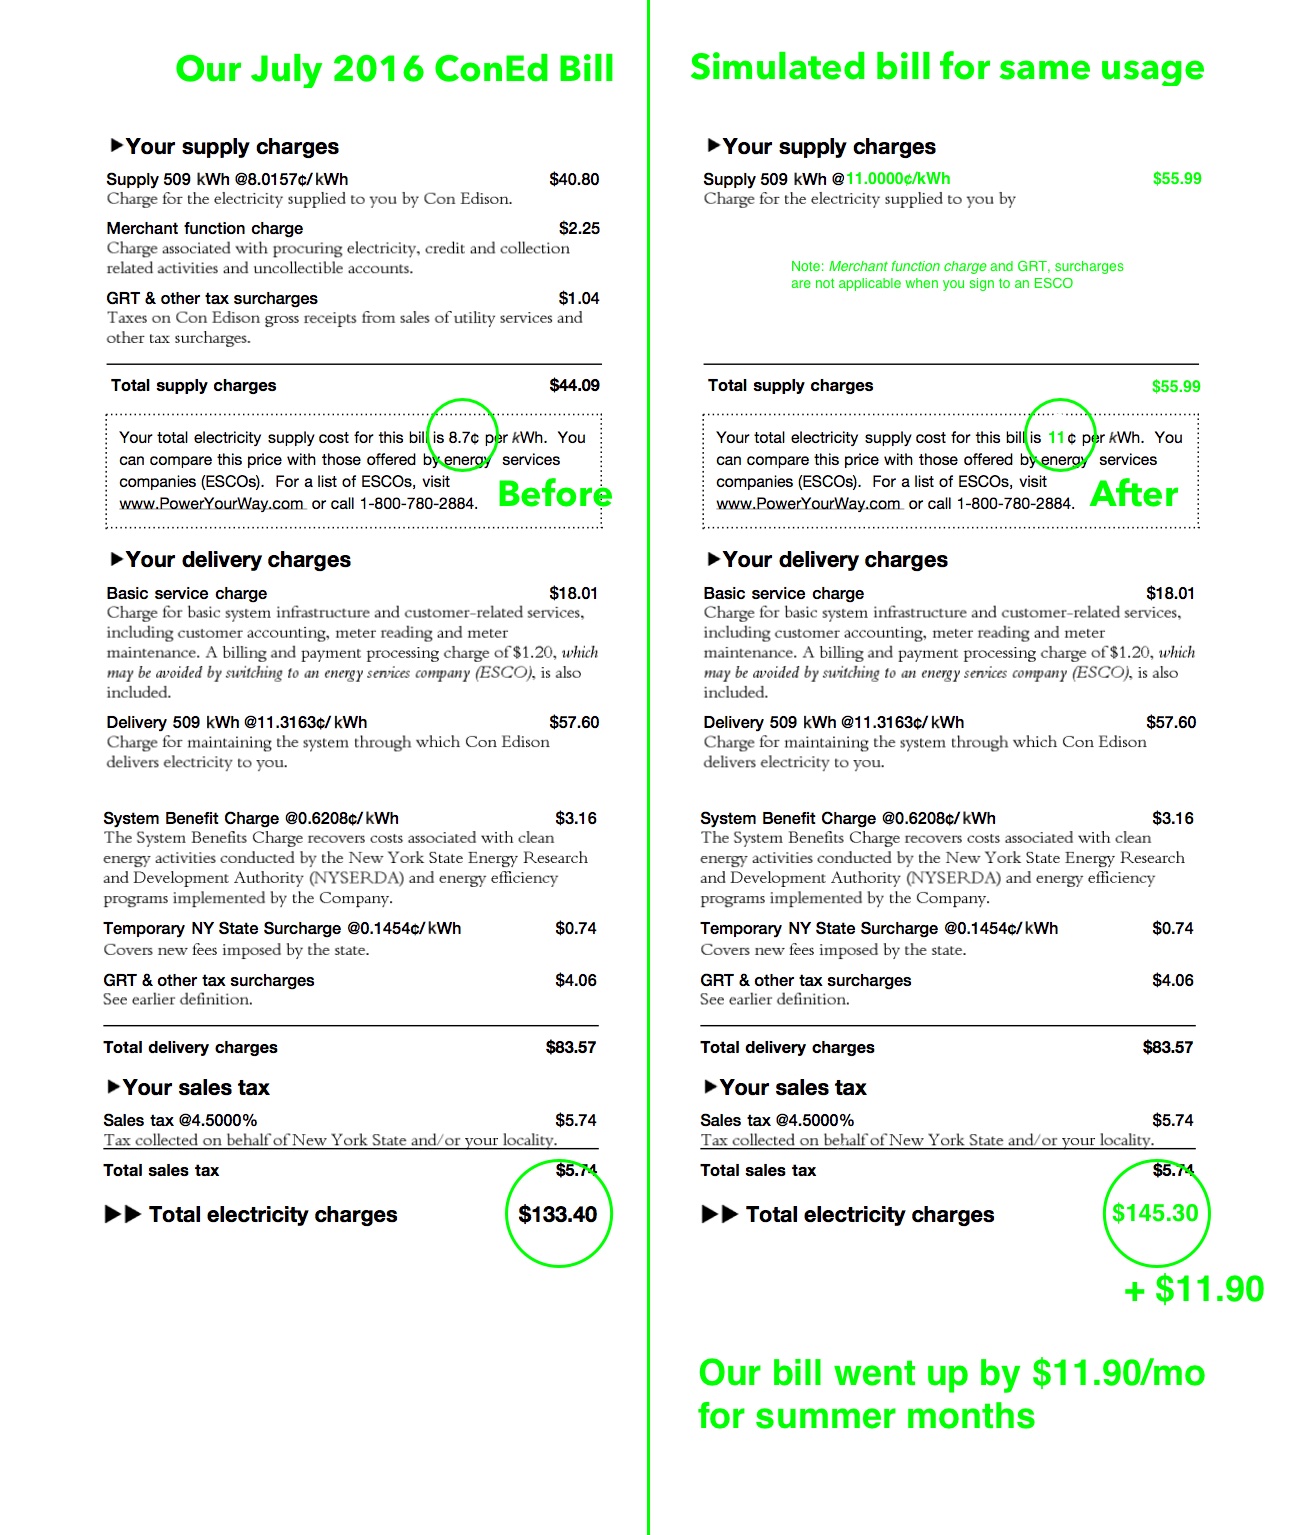 Our July 2016 ConEd Bill
▶Your supply charges
Supply 509 kWh @8.0157¢/kWh $40.80
Charge for the electricity supplied to you by Con Edison.
Merchant function charge $2.25
Charge associated with procuring electricity, credit and collection
related activities and uncollectible accounts.
GRT & other tax surcharges $1.04
Taxes on Con Edison gross receipts from sales of utility services and
other tax surcharges.
Total supply charges $44.09
Your total electricity supply cost for this bill is 8.7¢ per kWh. You
can compare this price with those offered by energy services
companies (ESCOs). For a list of ESCOs, visit
www.PowerYourWay.com or call 1-800-780-2884.
Before
▶Your delivery charges
Basic service charge $18.01
Charge for basic system infrastructure and customer-related services,
including customer accounting, meter reading and meter
maintenance. A billing and payment processing charge of $1.20, which
may be avoided by switching to an energy services company (ESCO), is also
included.
Delivery 509 kWh @11.3163¢/kWh $57.60
Charge for maintaining the system through which Con Edison
delivers electricity to you.
System Benefit Charge @0.6208¢/kWh $3.16
The System Benefits Charge recovers costs associated with clean
energy activities conducted by the New York State Energy Research
and Development Authority (NYSERDA) and energy efficiency
programs implemented by the Company.
Temporary NY State Surcharge @0.1454¢/kWh $0.74
Covers new fees imposed by the state.
GRT & other tax surcharges $4.06
See earlier definition.
Total delivery charges $83.57
▶Your sales tax
Sales tax @4.5000% $5.74
Tax collected on behalf of New York State and/or your locality.
Total sales tax $5.74
▶▶ Total electricity charges $133.40
Simulated bill for same usage
▶Your supply charges
Supply 509 kWh @11.0000¢/kWh $55.99
Charge for the electricity supplied to you by
Note: Merchant function charge and GRT, surcharges
are not applicable when you sign to an ESCO
Total supply charges $55.99
Your total electricity supply cost for this bill is 11¢ per kWh. You
can compare this price with those offered by energy services
companies (ESCOs). For a list of ESCOs, visit
www.PowerYourWay.com or call 1-800-780-2884.
After
▶Your delivery charges
Basic service charge $18.01
Charge for basic system infrastructure and customer-related services,
including customer accounting, meter reading and meter
maintenance. A billing and payment processing charge of $1.20, which
may be avoided by switching to an energy services company (ESCO), is also
included.
Delivery 509 kWh @11.3163¢/kWh $57.60
Charge for maintaining the system through which Con Edison
delivers electricity to you.
System Benefit Charge @0.6208¢/kWh $3.16
The System Benefits Charge recovers costs associated with clean
energy activities conducted by the New York State Energy Research
and Development Authority (NYSERDA) and energy efficiency
programs implemented by the Company.
Temporary NY State Surcharge @0.1454¢/kWh $0.74
Covers new fees imposed by the state.
GRT & other tax surcharges $4.06
See earlier definition.
Total delivery charges $83.57
▶Your sales tax
Sales tax @4.5000% $5.74
Tax collected on behalf of New York State and/or your locality.
Total sales tax $5.74
▶▶ Total electricity charges $145.30
+ $11.90
Our bill went up by $11.90/mo
for summer months